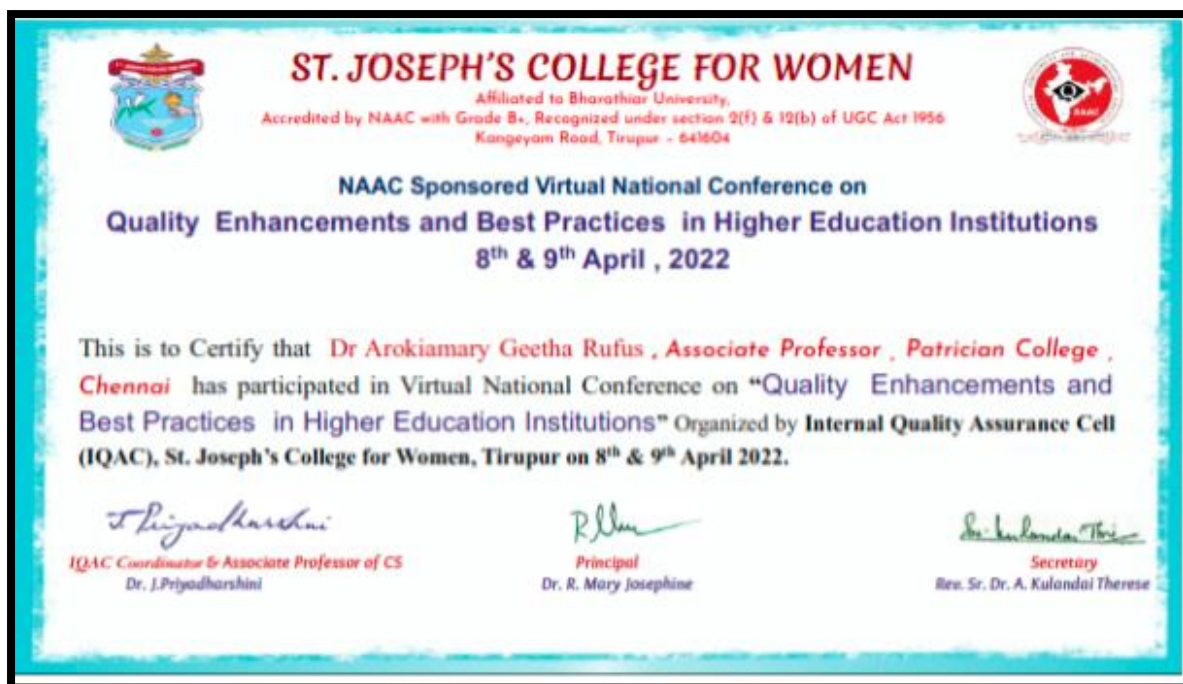 ST. JOSEPH'S COLLEGE FOR WOMEN
Affiliated to Bharathiar University,
Accredited by NAAC with Grade B+, Recognized under section 2(f) & 12(b) of UGC Act 1956
Kangeyam Road, Tirupur - 641604
NAAC
NAAC Sponsored Virtual National Conference on
Quality Enhancements and Best Practices in Higher Education Institutions
8th & 9th April , 2022
This is to Certify that Dr Arokiamary Geetha Rufus , Associate Professor , Patrician College ,
Chennai has participated in Virtual National Conference on “Quality Enhancements and
Best Practices in Higher Education Institutions” Organized by Internal Quality Assurance Cell
(IQAC), St. Joseph's College for Women, Tirupur on 8th & 9th April 2022.
J Priyadharshini
IQAC Coordinator & Associate Professor of CS
Dr. J.Priyadharshini
Principal
Dr. R. Mary Josephine
Secretary
Rev. Sr. Dr. A. Kulandai Therese